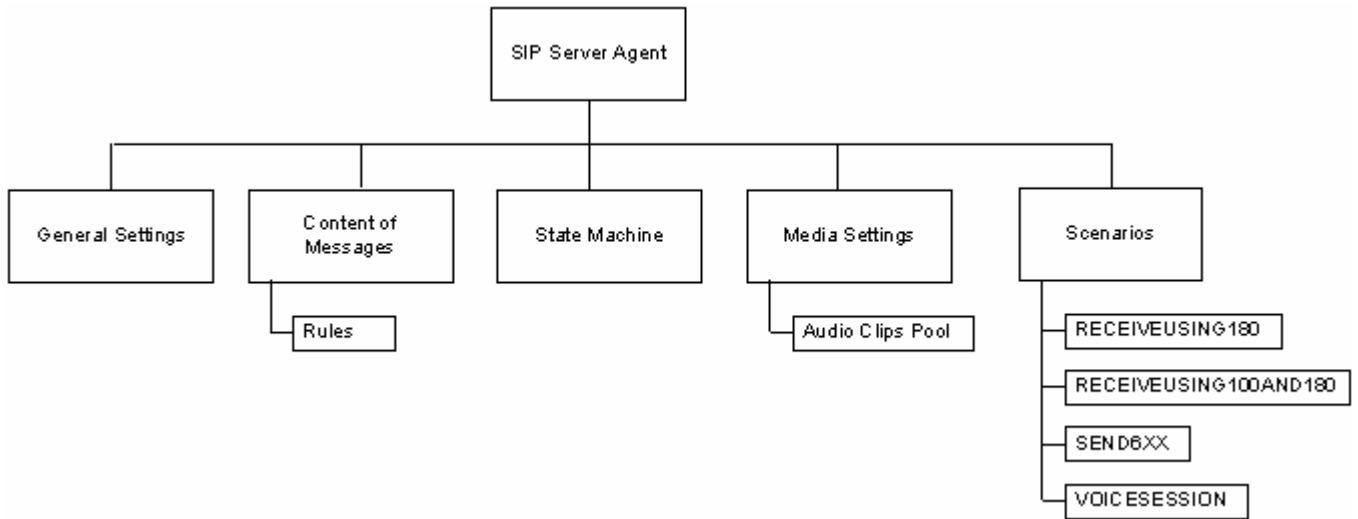 SIP Server Agent
General Settings
Content of
Messages
State Machine
Media Settings
Scenarios
Rules
Audio Clips Pool
RECEIVEUSING180
RECEIVEUSING100AND180
SEND6XX
VOICESESSION